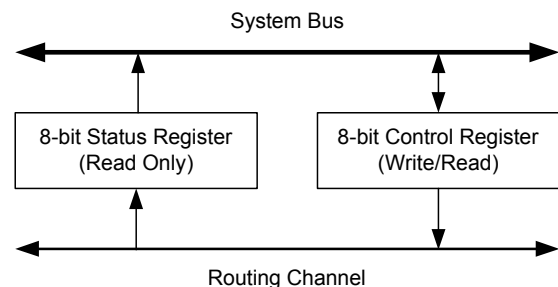 System Bus
8-bit Status Register
(Read Only)
8-bit Control Register
(Write/Read)
Routing Channel